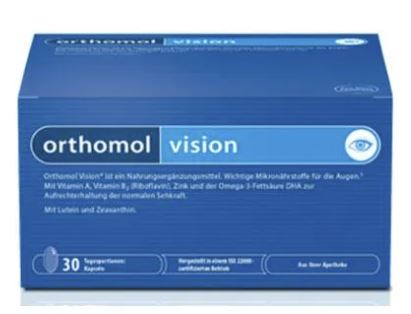 orthomol vision
orthomol vision
Orthomol Vision® ist ein Nahrungsergänzungsmittel. Wichtige Mikronährstoffe für die Augen.¹
Mit Vitamin A, Vitamin B₂ (Riboflavin), Zink und der Omega-3-Fettsäure DHA zur
Aufrechterhaltung der normalen Sehkraft.
Mit Lutein und Zeaxanthin.
30 Tagesportionen/
Kapseln
Hergestellt in einem ISO 22000-
zertifizierten Betrieb
Aus Ihrer Apotheke